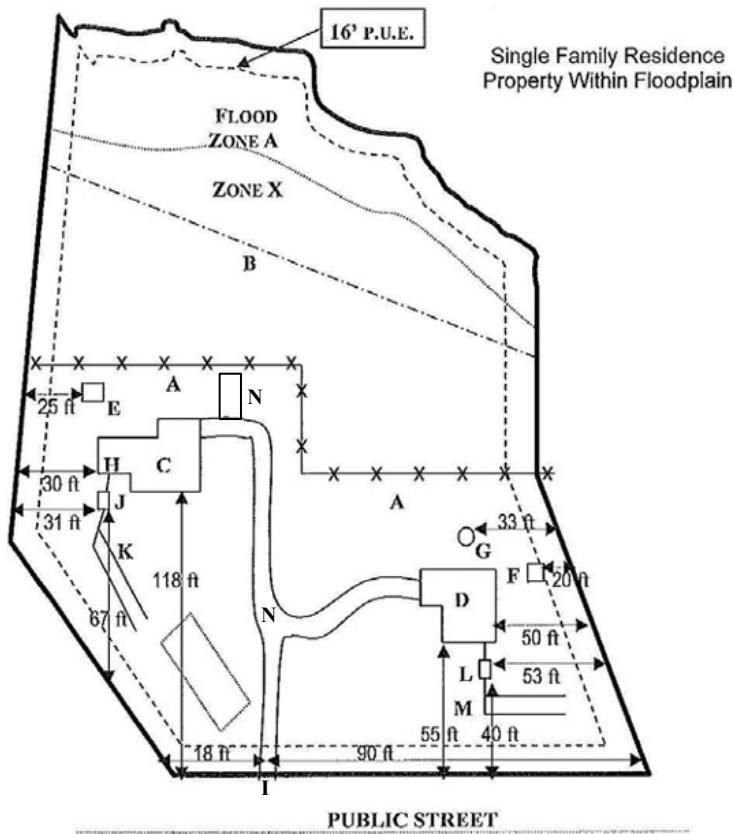 16' P.U.E.
Single Family Residence
Property Within Floodplain
FLOOD
ZONE A
ZONE X
B
A
N
25 ft
E
H
C
30 ft
A
J
31 ft
33 ft
G
K
118 ft
F
20 ft
D
67 ft
N
50 ft
L
53 ft
M
55 ft
40 ft
18 ft
90 ft
I
PUBLIC STREET